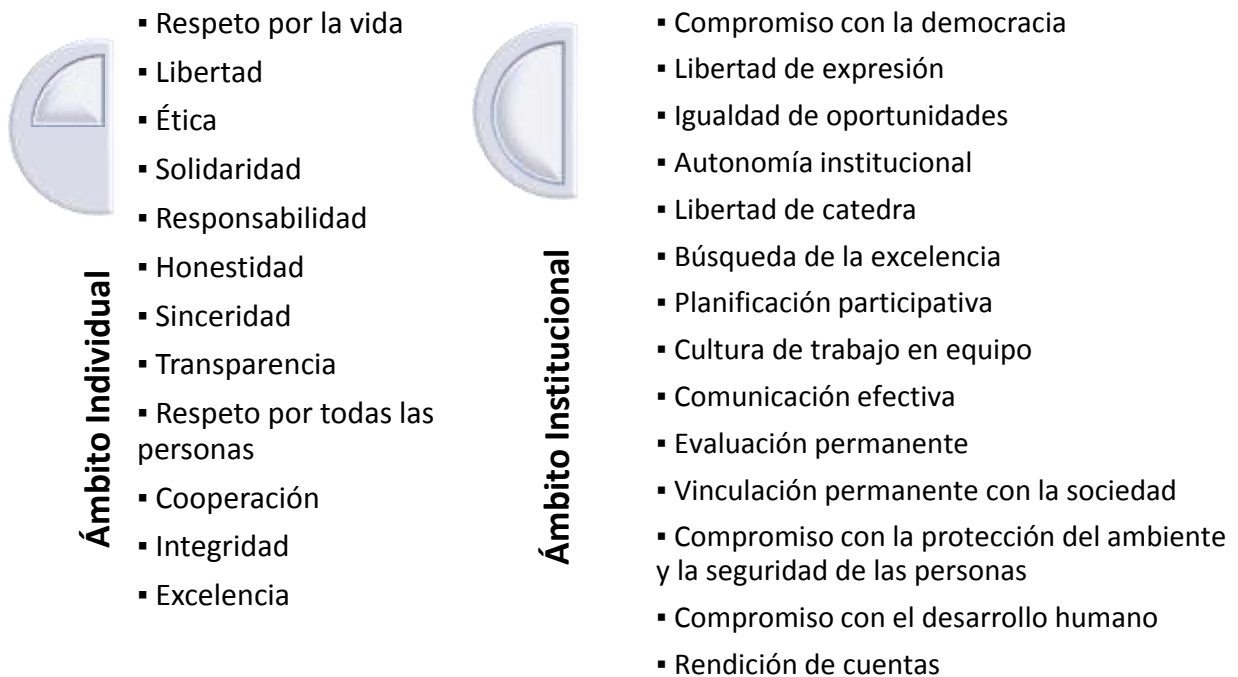 Ámbito Individual
▪ Respeto por la vida
▪ Libertad
▪ Ética
▪ Solidaridad
▪ Responsabilidad
▪ Honestidad
▪ Sinceridad
▪ Transparencia
▪ Respeto por todas las
personas
▪ Cooperación
▪ Integridad
▪ Excelencia
Ámbito Institucional
▪ Compromiso con la democracia
▪ Libertad de expresión
▪ Igualdad de oportunidades
▪ Autonomía institucional
▪ Libertad de catedra
▪ Búsqueda de la excelencia
▪ Planificación participativa
▪ Cultura de trabajo en equipo
▪ Comunicación efectiva
▪ Evaluación permanente
▪ Vinculación permanente con la sociedad
▪ Compromiso con la protección del ambiente
y la seguridad de las personas
▪ Compromiso con el desarrollo humano
▪ Rendición de cuentas